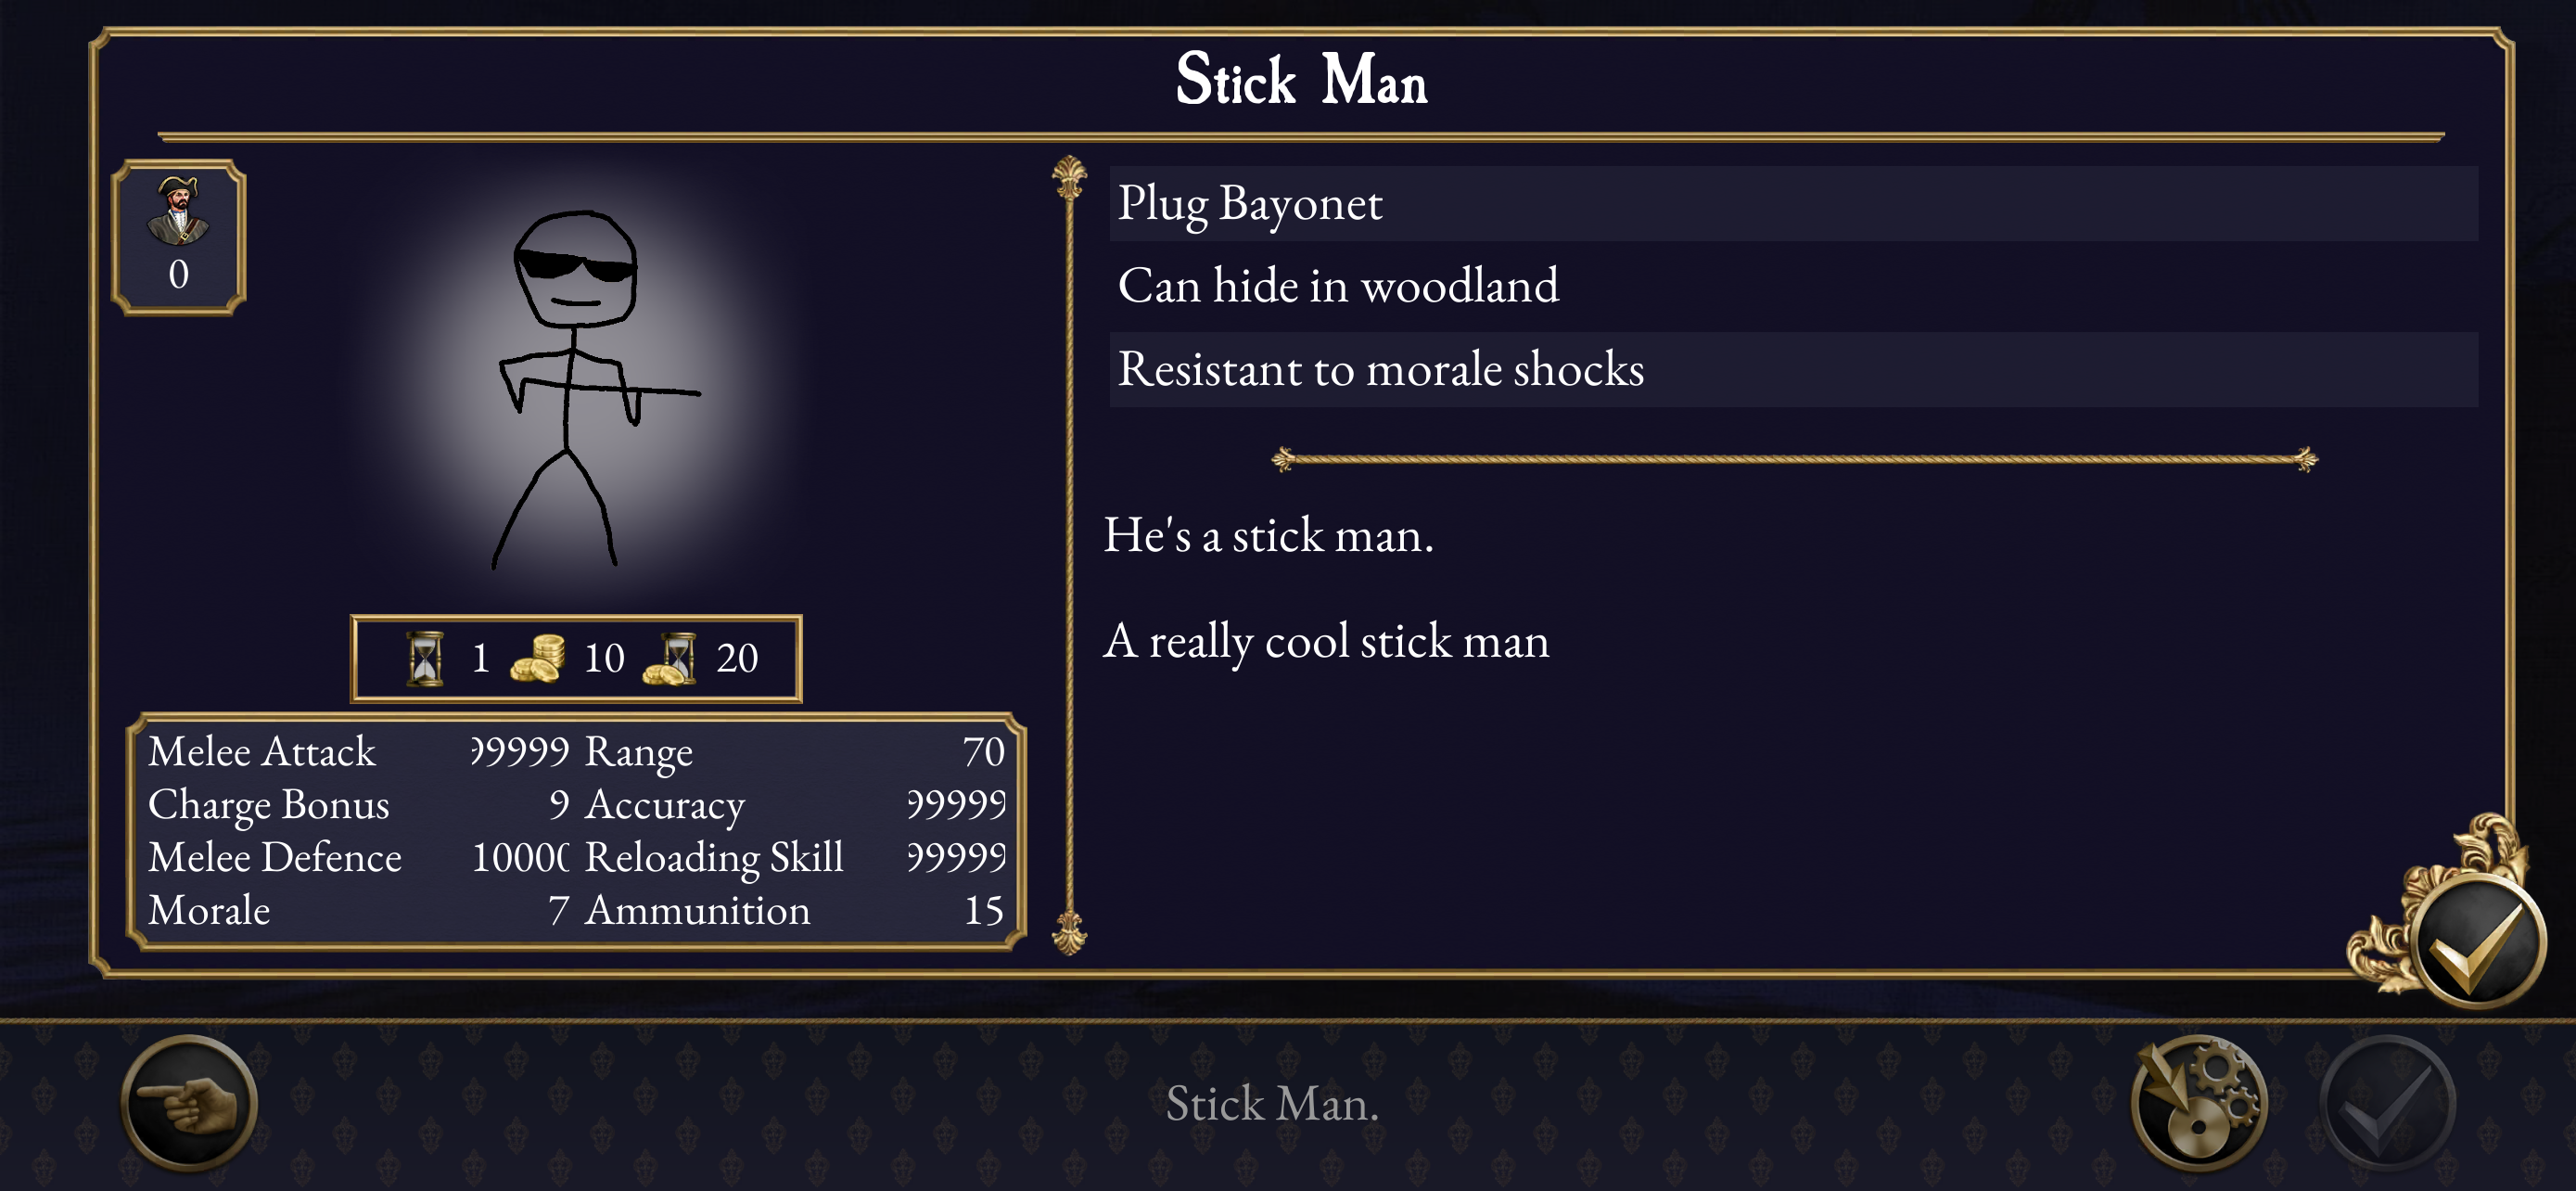 Stick Man
0
Plug Bayonet
Can hide in woodland
Resistant to morale shocks
He's a stick man.
A really cool stick man
1 10 20
Melee Attack 99999 Range 70
Charge Bonus 9 Accuracy 99999
Melee Defence 10000 Reloading Skill 99999
Morale 7 Ammunition 15
Stick Man.